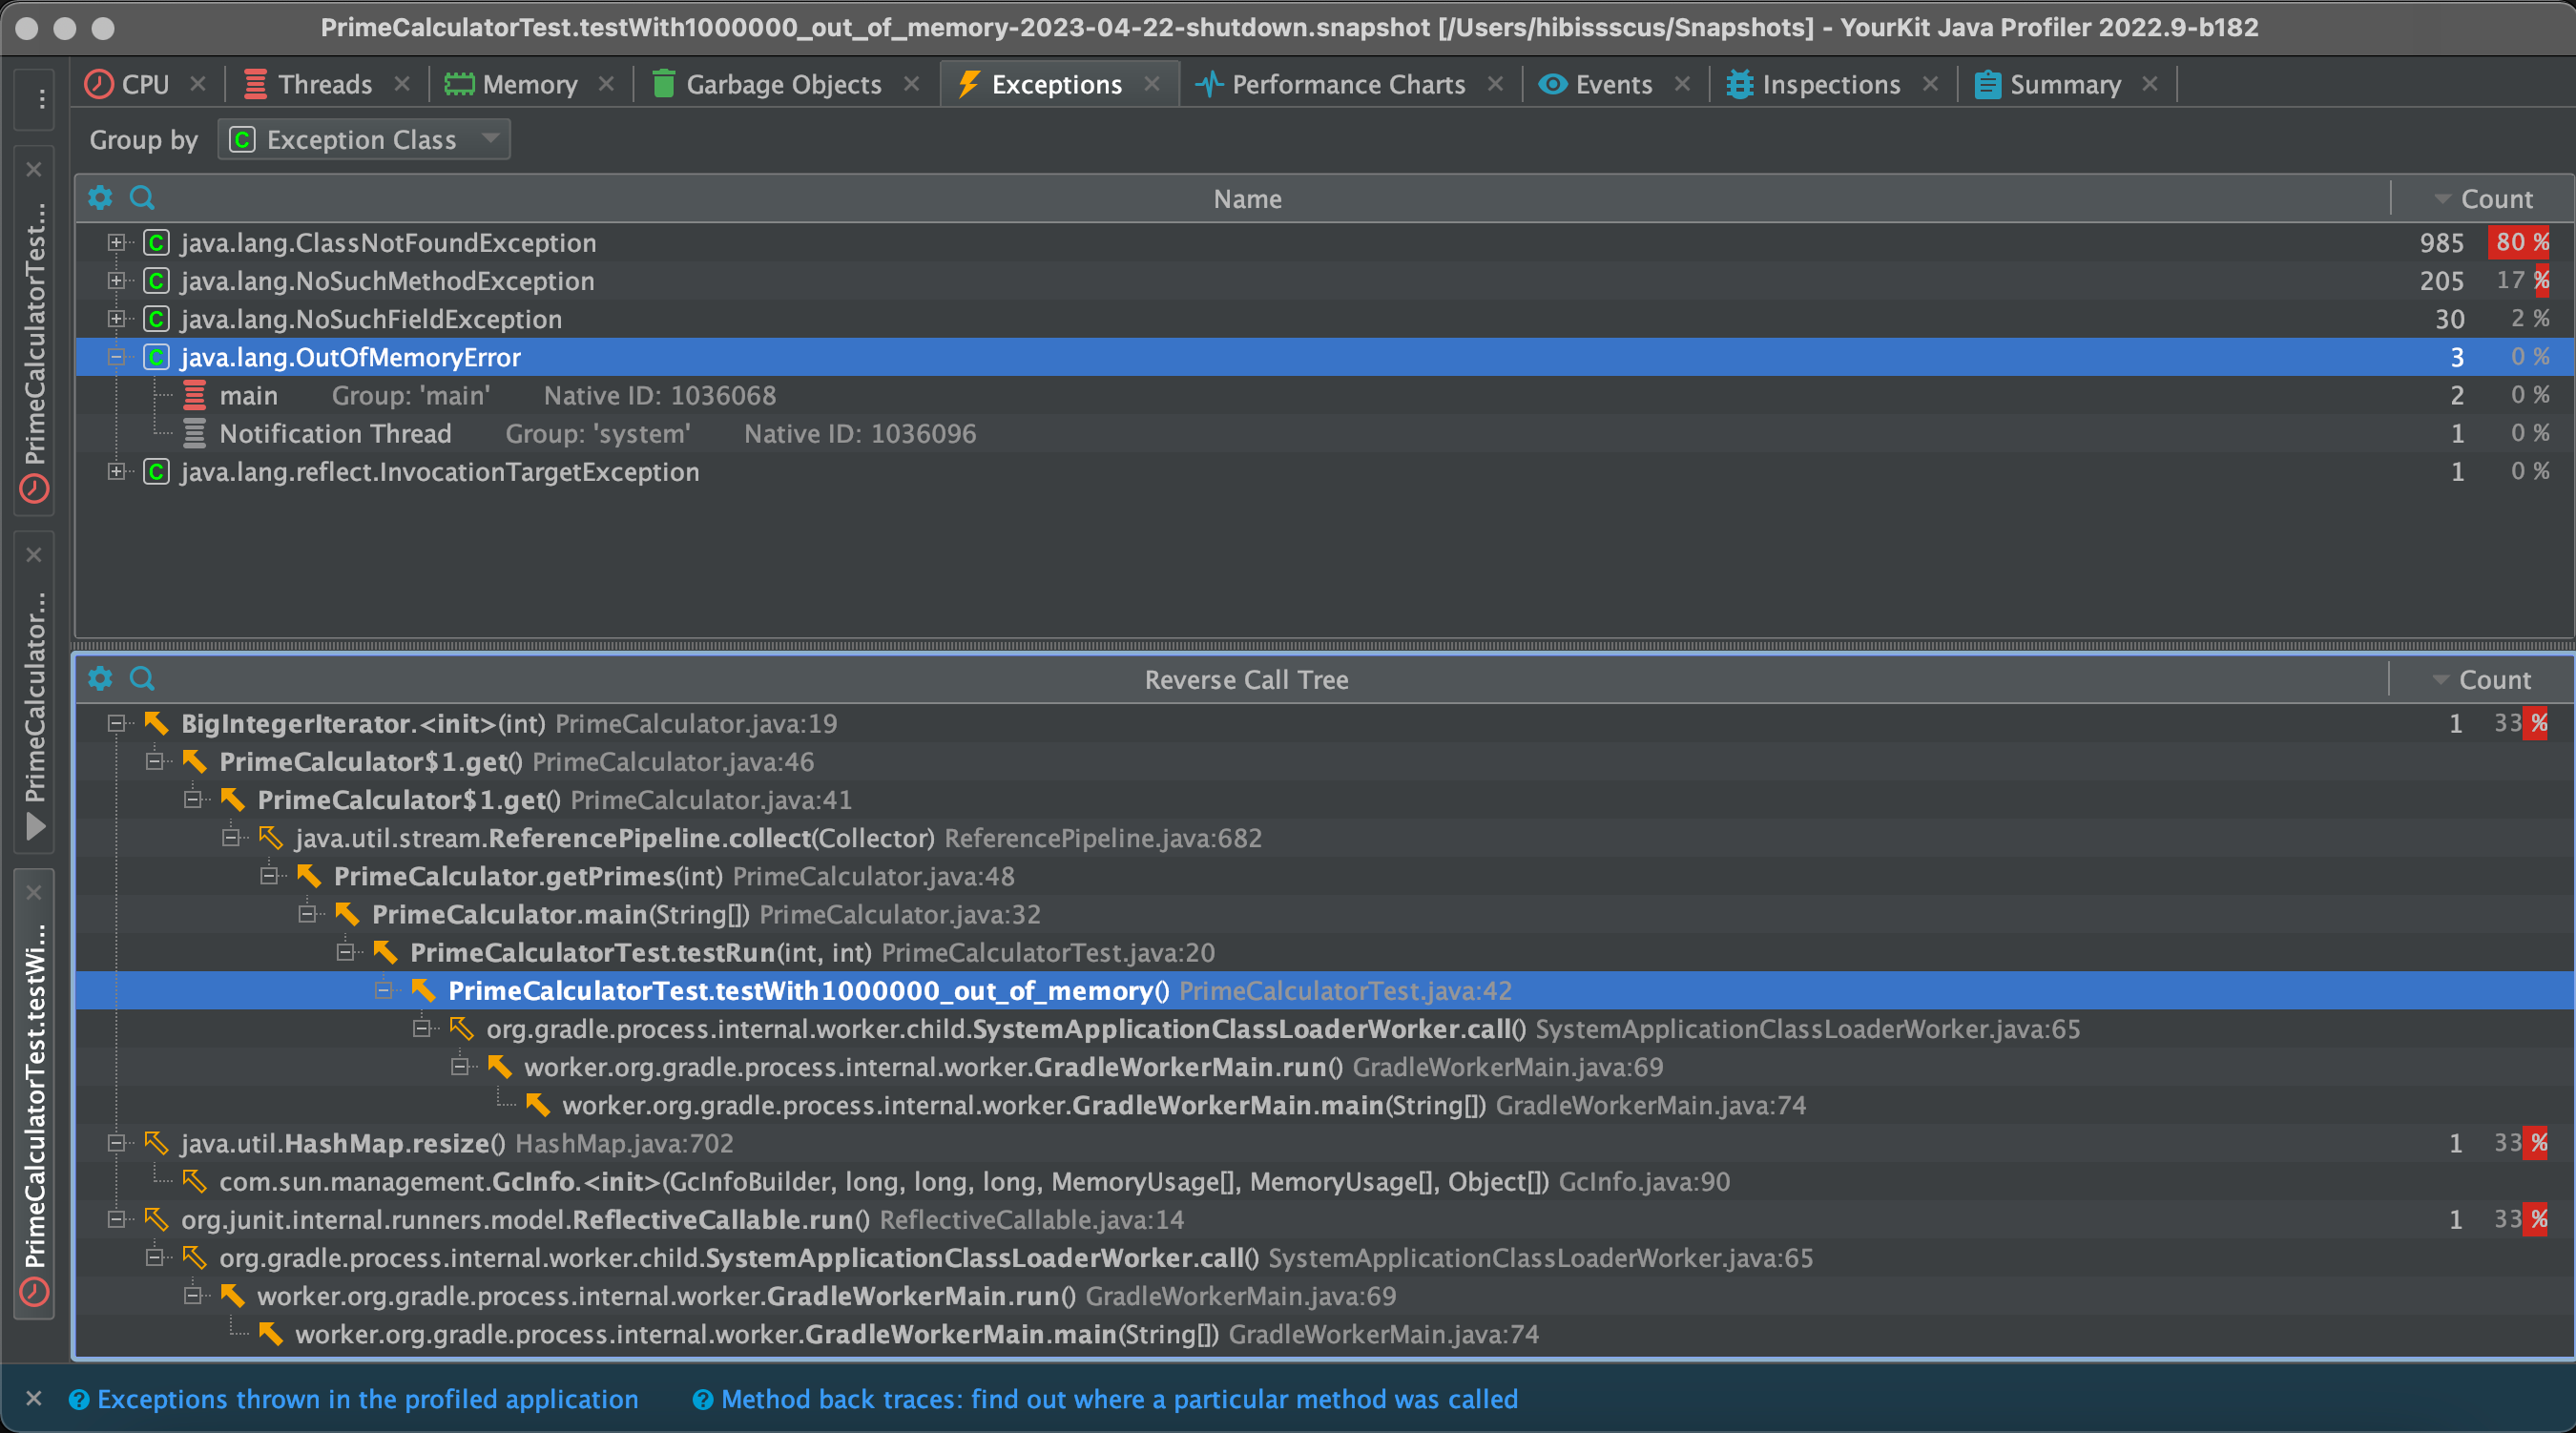 PrimeCalculatorTest.testWith1000000_out_of_memory-2023-04-22-shutdown.snapshot [/Users/hibissscus/Snapshots] - YourKit Java Profiler 2022.9-b182
CPU Threads Memory Garbage Objects Exceptions Performance Charts Events Inspections Summary
Group by Exception Class
Name Count
java.lang.ClassNotFoundException 985 80 %
java.lang.NoSuchMethodException 205 17 %
java.lang.NoSuchFieldException 30 2 %
java.lang.OutOfMemoryError 3 0 %
main Group: 'main' Native ID: 1036068 2 0 %
Notification Thread Group: 'system' Native ID: 1036096 1 0 %
java.lang.reflect.InvocationTargetException 1 0 %
Reverse Call Tree Count
BigIntegerIterator.<init>(int) PrimeCalculator.java:19 1 33 %
PrimeCalculator$1.get() PrimeCalculator.java:46
PrimeCalculator$1.get() PrimeCalculator.java:41
java.util.stream.ReferencePipeline.collect(Collector) ReferencePipeline.java:682
PrimeCalculator.getPrimes(int) PrimeCalculator.java:48
PrimeCalculator.main(String[]) PrimeCalculator.java:32
PrimeCalculatorTest.testRun(int, int) PrimeCalculatorTest.java:20
PrimeCalculatorTest.testWith1000000_out_of_memory() PrimeCalculatorTest.java:42
org.gradle.process.internal.worker.child.SystemApplicationClassLoaderWorker.call() SystemApplicationClassLoaderWorker.java:65
worker.org.gradle.process.internal.worker.GradleWorkerMain.run() GradleWorkerMain.java:69
worker.org.gradle.process.internal.worker.GradleWorkerMain.main(String[]) GradleWorkerMain.java:74
java.util.HashMap.resize() HashMap.java:702 1 33 %
com.sun.management.GcInfo.<init>(GcInfoBuilder, long, long, long, MemoryUsage[], MemoryUsage[], Object[]) GcInfo.java:90
org.junit.internal.runners.model.ReflectiveCallable.run() ReflectiveCallable.java:14 1 33 %
org.gradle.process.internal.worker.child.SystemApplicationClassLoaderWorker.call() SystemApplicationClassLoaderWorker.java:65
worker.org.gradle.process.internal.worker.GradleWorkerMain.run() GradleWorkerMain.java:69
worker.org.gradle.process.internal.worker.GradleWorkerMain.main(String[]) GradleWorkerMain.java:74
Exceptions thrown in the profiled application Method back traces: find out where a particular method was called
PrimeCalculatorTest...
PrimeCalculator...
PrimeCalculatorTest.testWi...